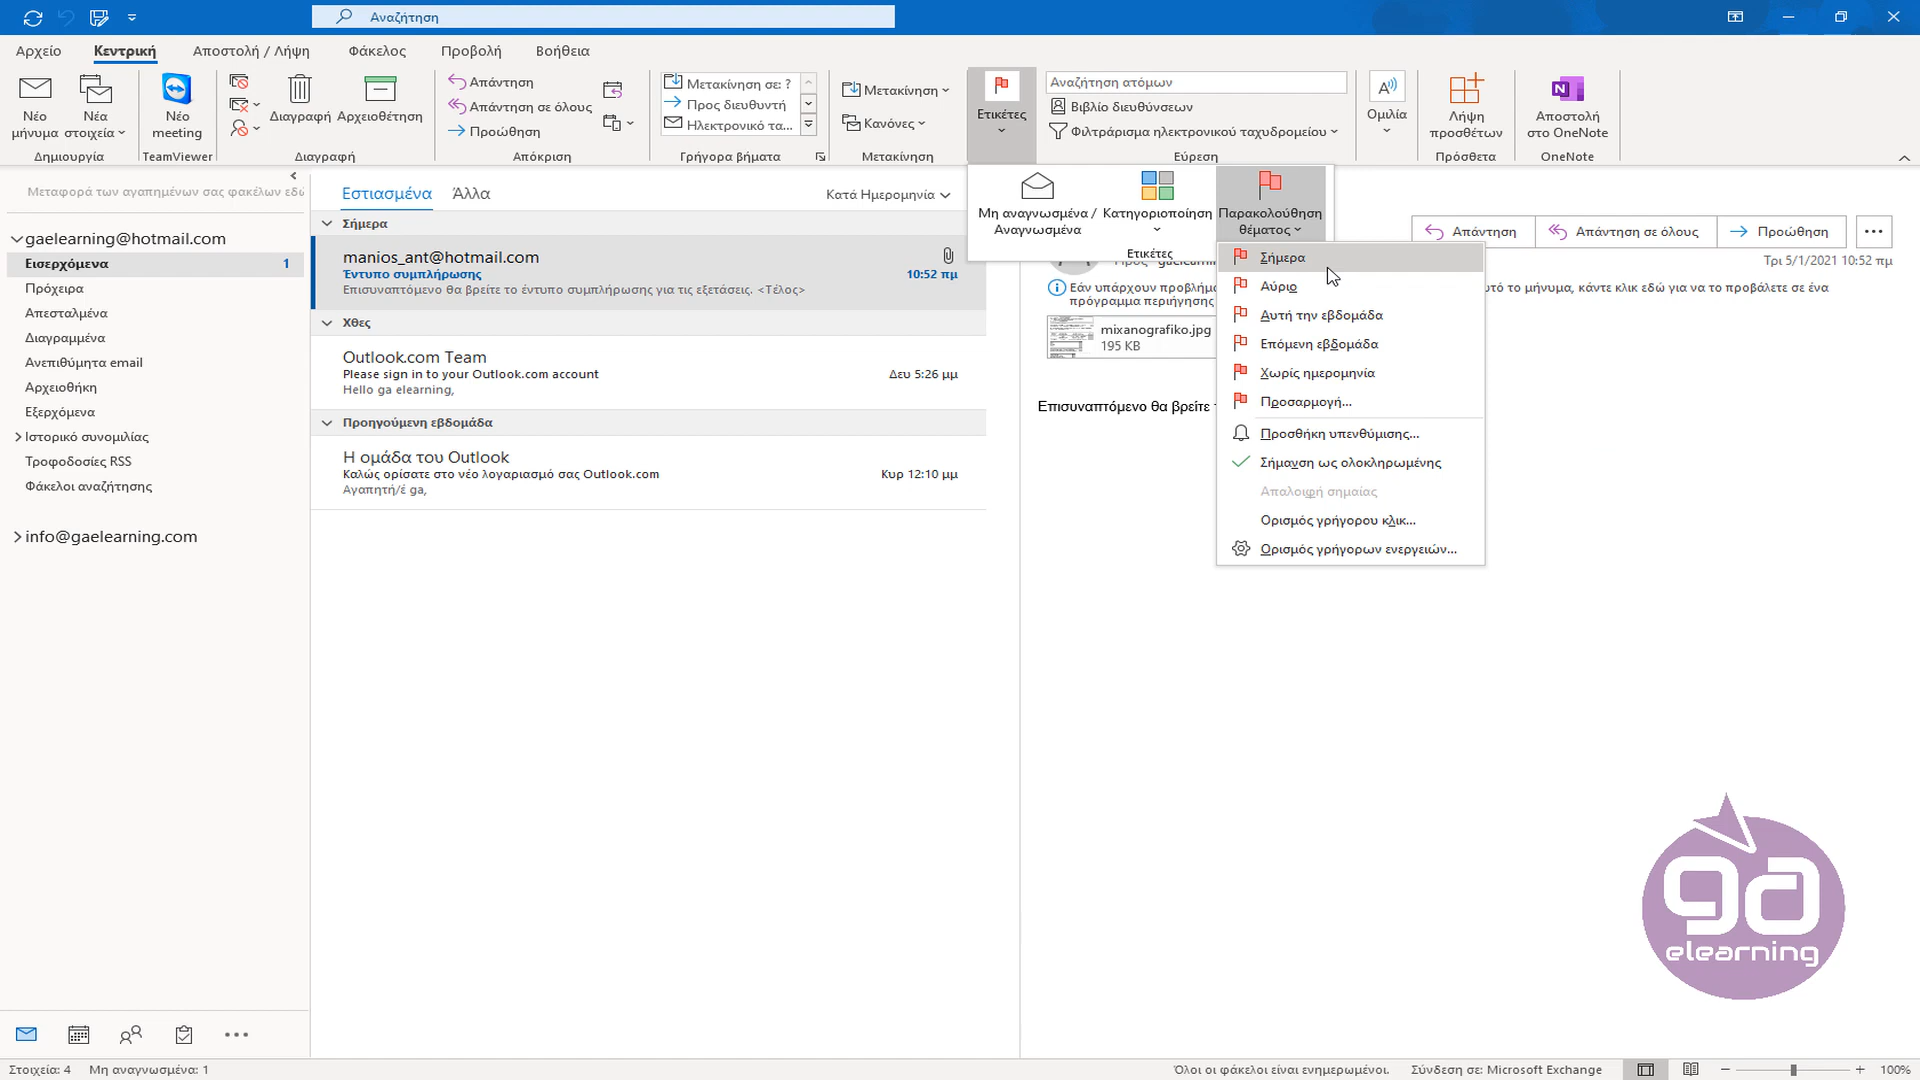 Αναζήτηση
Αρχείο
Κεντρική
Αποστολή / Λήψη
Φάκελος
Προβολή
Βοήθεια
Νέο μήνυμα
Νέα στοιχεία
Δημιουργία
Νέο meeting
TeamViewer
Διαγραφή
Αρχειοθέτηση
Διαγραφή
Απάντηση
Απάντηση σε όλους
Προώθηση
Απόκριση
Μετακίνηση σε: ?
Προς διευθυντή
Ηλεκτρονικό τα...
Γρήγορα βήματα
Μετακίνηση
Κανόνες
Μετακίνηση
Ετικέτες
Αναζήτηση ατόμων
Βιβλίο διευθύνσεων
Φιλτράρισμα ηλεκτρονικού ταχυδρομείου
Εύρεση
Ομιλία
Λήψη προσθέτων
Πρόσθετα
Αποστολή στο OneNote
OneNote
Μη αναγνωσμένα / Αναγνωσμένα
Κατηγοριοποίηση
Παρακολούθηση θέματος
Ετικέτες
Σήμερα
Αύριο
Αυτή την εβδομάδα
Επόμενη εβδομάδα
Χωρίς ημερομηνία
Προσαρμογή...
Προσθήκη υπενθύμισης...
Σήμανση ως ολοκληρωμένης
Απαλοιφή σημαίας
Ορισμός γρήγορου κλικ...
Ορισμός γρήγορων ενεργειών...
Μεταφορά των αγαπημένων σας φακέλων εδώ
gaelearning@hotmail.com
Εισερχόμενα 1
Πρόχειρα
Απεσταλμένα
Διαγραμμένα
Ανεπιθύμητα email
Αρχειοθήκη
Εξερχόμενα
Ιστορικό συνομιλίας
Τροφοδοσίες RSS
Φάκελοι αναζήτησης
info@gaelearning.com
Εστιασμένα
Άλλα
Κατά Ημερομηνία
Σήμερα
manios_ant@hotmail.com
Έντυπο συμπλήρωσης 10:52 πμ
Επισυναπτόμενο θα βρείτε το έντυπο συμπλήρωσης για τις εξετάσεις. <Τέλος>
Χθες
Outlook.com Team
Please sign in to your Outlook.com account Δευ 5:26 μμ
Hello ga elearning,
Προηγούμενη εβδομάδα
Η ομάδα του Outlook
Καλώς ορίσατε στο νέο λογαριασμό σας Outlook.com Κυρ 12:10 μμ
Αγαπητή/έ ga,
Απάντηση
Απάντηση σε όλους
Προώθηση
Τρι 5/1/2021 10:52 πμ
Εάν υπάρχουν προβλήμα
υτό το μήνυμα, κάντε κλικ εδώ για να το προβάλετε σε ένα
πρόγραμμα περιήγησης
mixanografiko.jpg
195 KB
Επισυναπτόμενο θα βρείτε
ga
elearning
Στοιχεία: 4
Μη αναγνωσμένα: 1
Όλοι οι φάκελοι είναι ενημερωμένοι.
Σύνδεση σε: Microsoft Exchange
100%